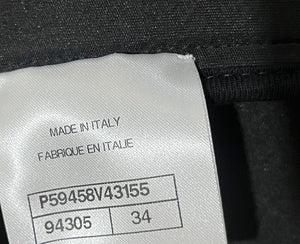 MADE IN ITALY
FABRIQUE EN ITALIE
P59458V43155
94305 34